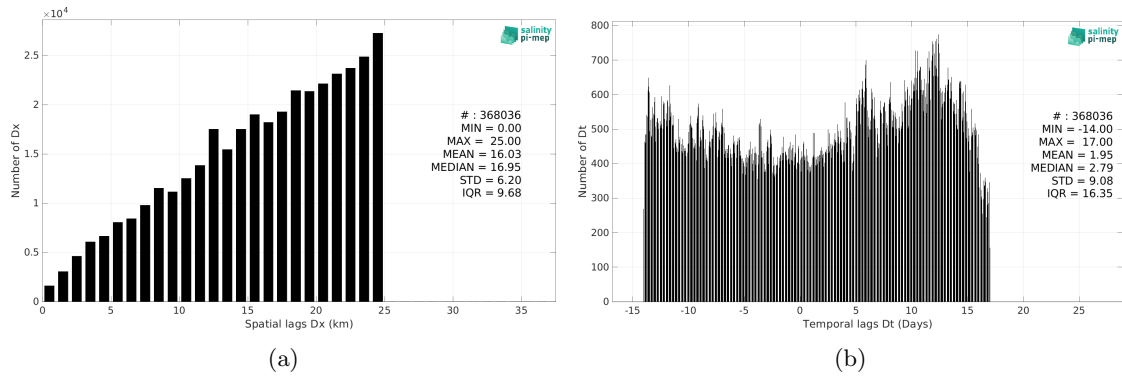 ×10⁴
2.5
2
1.5
1
0.5
0
0 5 10 15 20 25 30 35
Number of Dx
Spatial lags Dx (km)
salinity
pi-mep
# : 368036
MIN = 0.00
MAX = 25.00
MEAN = 16.03
MEDIAN = 16.95
STD = 6.20
IQR = 9.68
(a)
800
700
600
500
400
300
200
100
0
-15 -10 -5 0 5 10 15 20 25
Number of Dt
Temporal lags Dt (Days)
salinity
pi-mep
# : 368036
MIN = -14.00
MAX = 17.00
MEAN = 1.95
MEDIAN = 2.79
STD = 9.08
IQR = 16.35
(b)